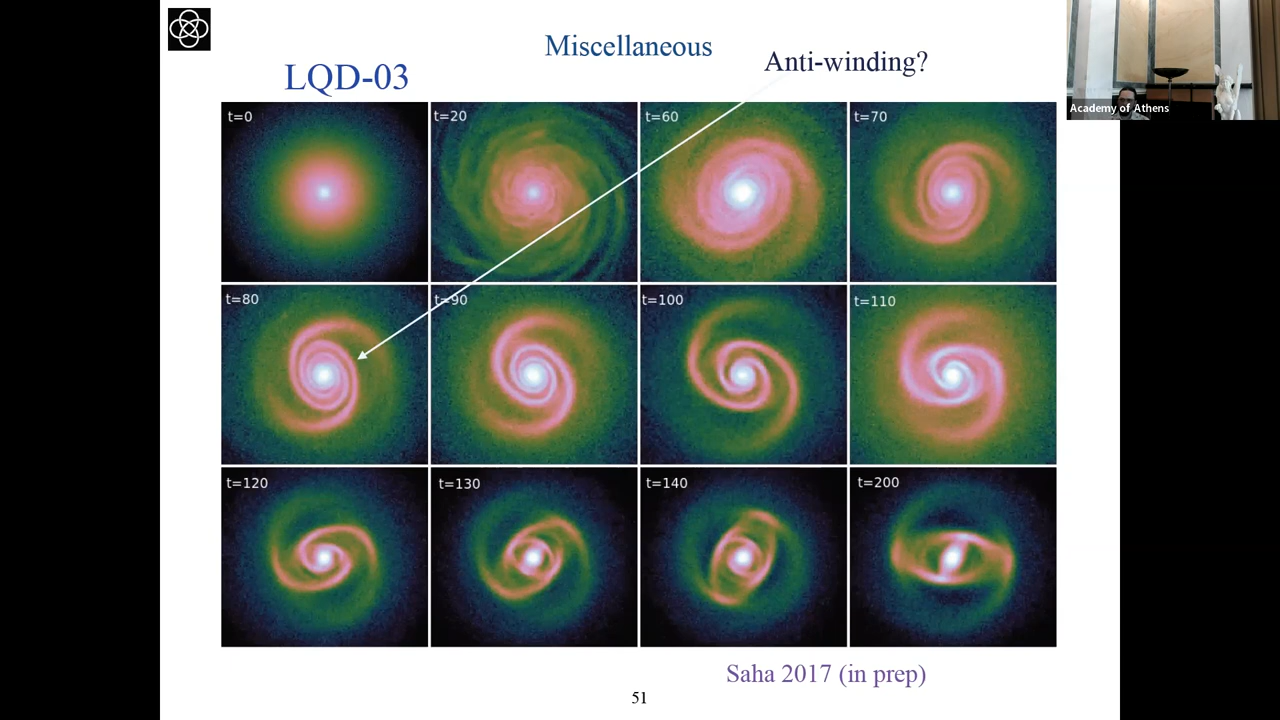 Miscellaneous
Anti-winding?
LQD-03
Academy of Athens
t=0
t=20
t=60
t=70
t=80
t=90
t=100
t=110
t=120
t=130
t=140
t=200
Saha 2017 (in prep)
51